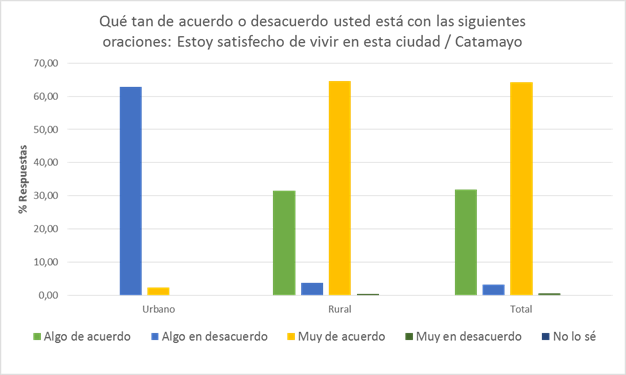 Qué tan de acuerdo o desacuerdo usted está con las siguientes
oraciones: Estoy satisfecho de vivir en esta ciudad / Catamayo
70,00
60,00
50,00
40,00
30,00
20,00
10,00
0,00
% Respuestas
Urbano Rural Total
Algo de acuerdo Algo en desacuerdo Muy de acuerdo Muy en desacuerdo No lo sé